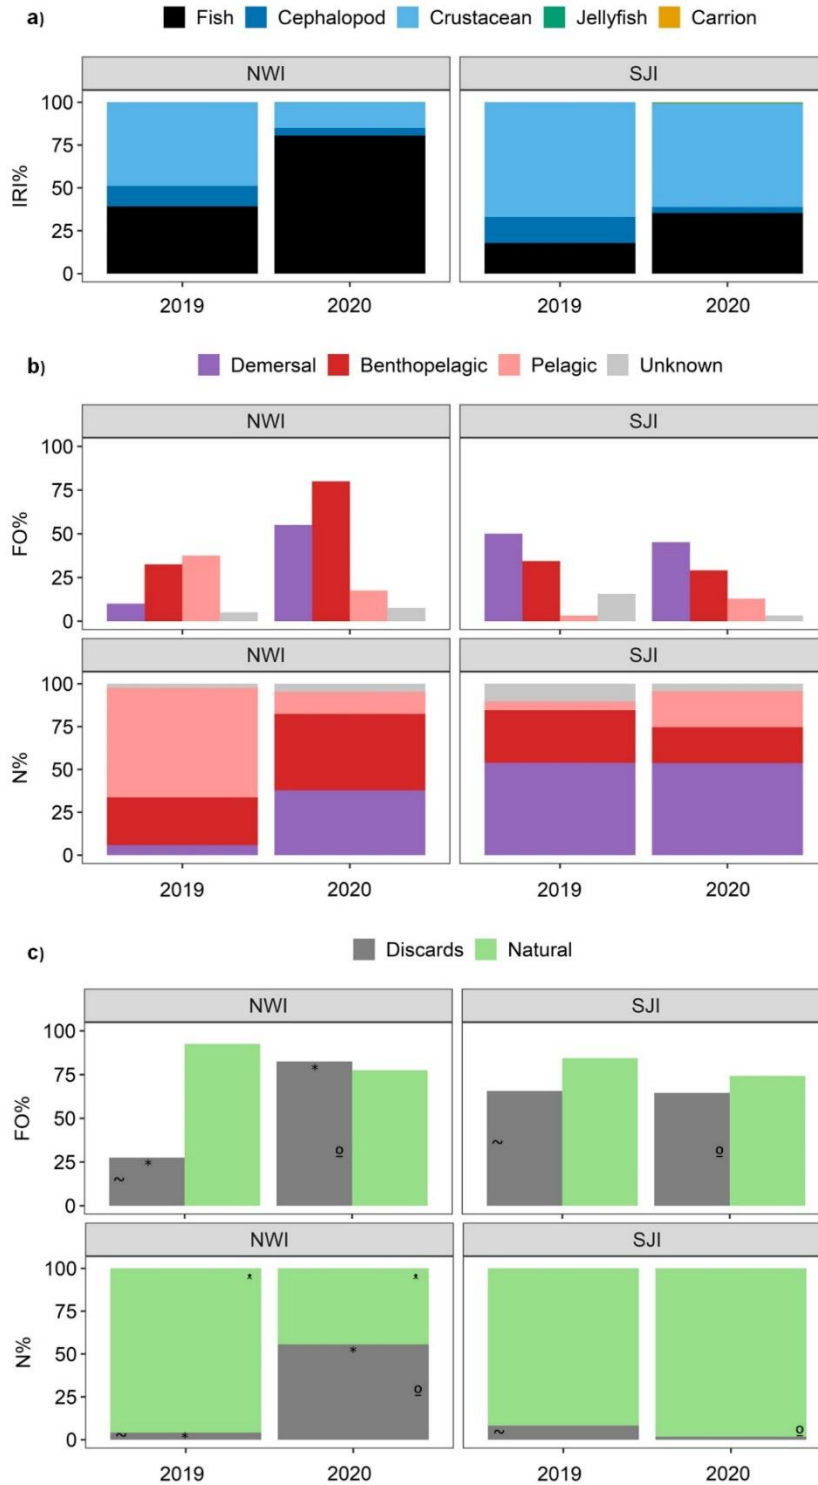 a) Fish Cephalopod Crustacean Jellyfish Carrion
NWI SJI
100
75
50
25
0
IRI%
2019 2020 2019 2020
b) Demersal Benthopelagic Pelagic Unknown
NWI SJI
100
75
50
25
0
FO%
NWI SJI
100
75
50
25
0
N%
2019 2020 2019 2020
c) Discards Natural
NWI SJI
100
75
50
25
0
FO%
~ * * º ~ º
NWI SJI
100
75
50
25
0
N%
~ * * º ~ º
2019 2020 2019 2020